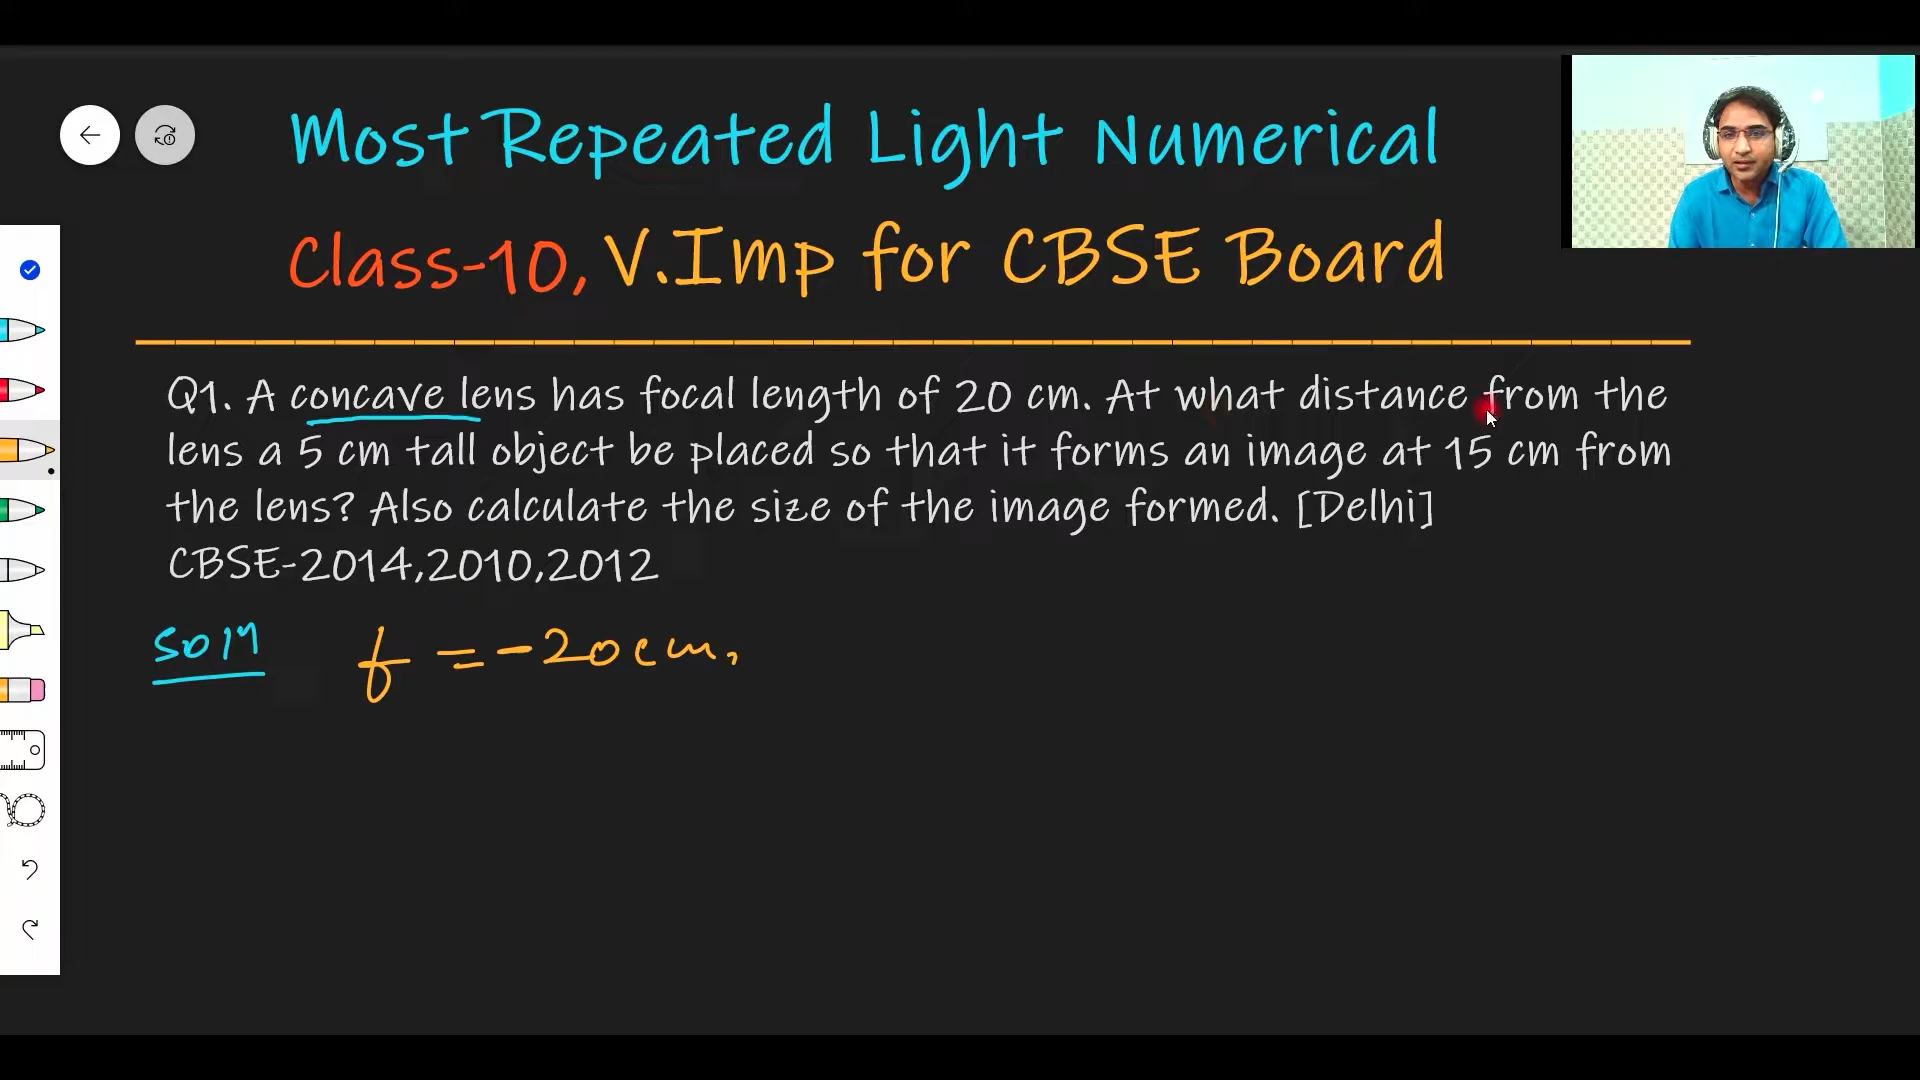 Most Repeated Light Numerical
Class-10, V.Imp for CBSE Board
Q1. A concave lens has focal length of 20 cm. At what distance from the
lens a 5 cm tall object be placed so that it forms an image at 15 cm from
the lens? Also calculate the size of the image formed. [Delhi]
CBSE-2014,2010,2012
Soln f = -20cm,